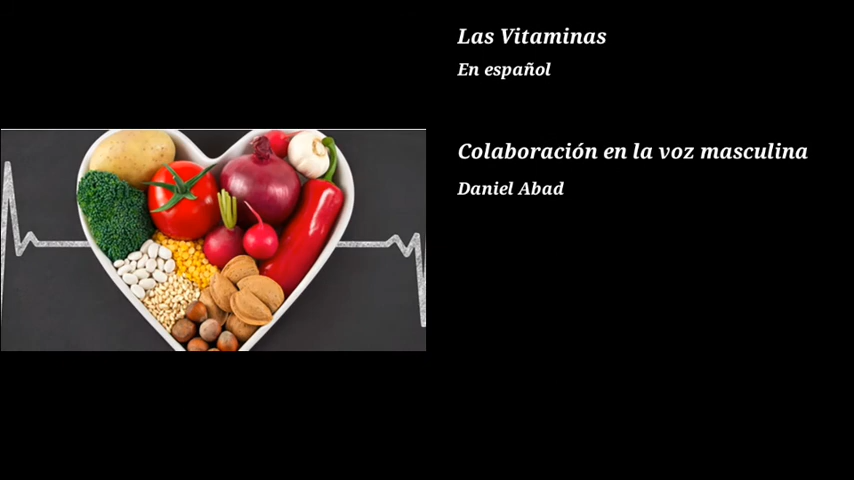 Las Vitaminas
En español
Colaboración en la voz masculina
Daniel Abad